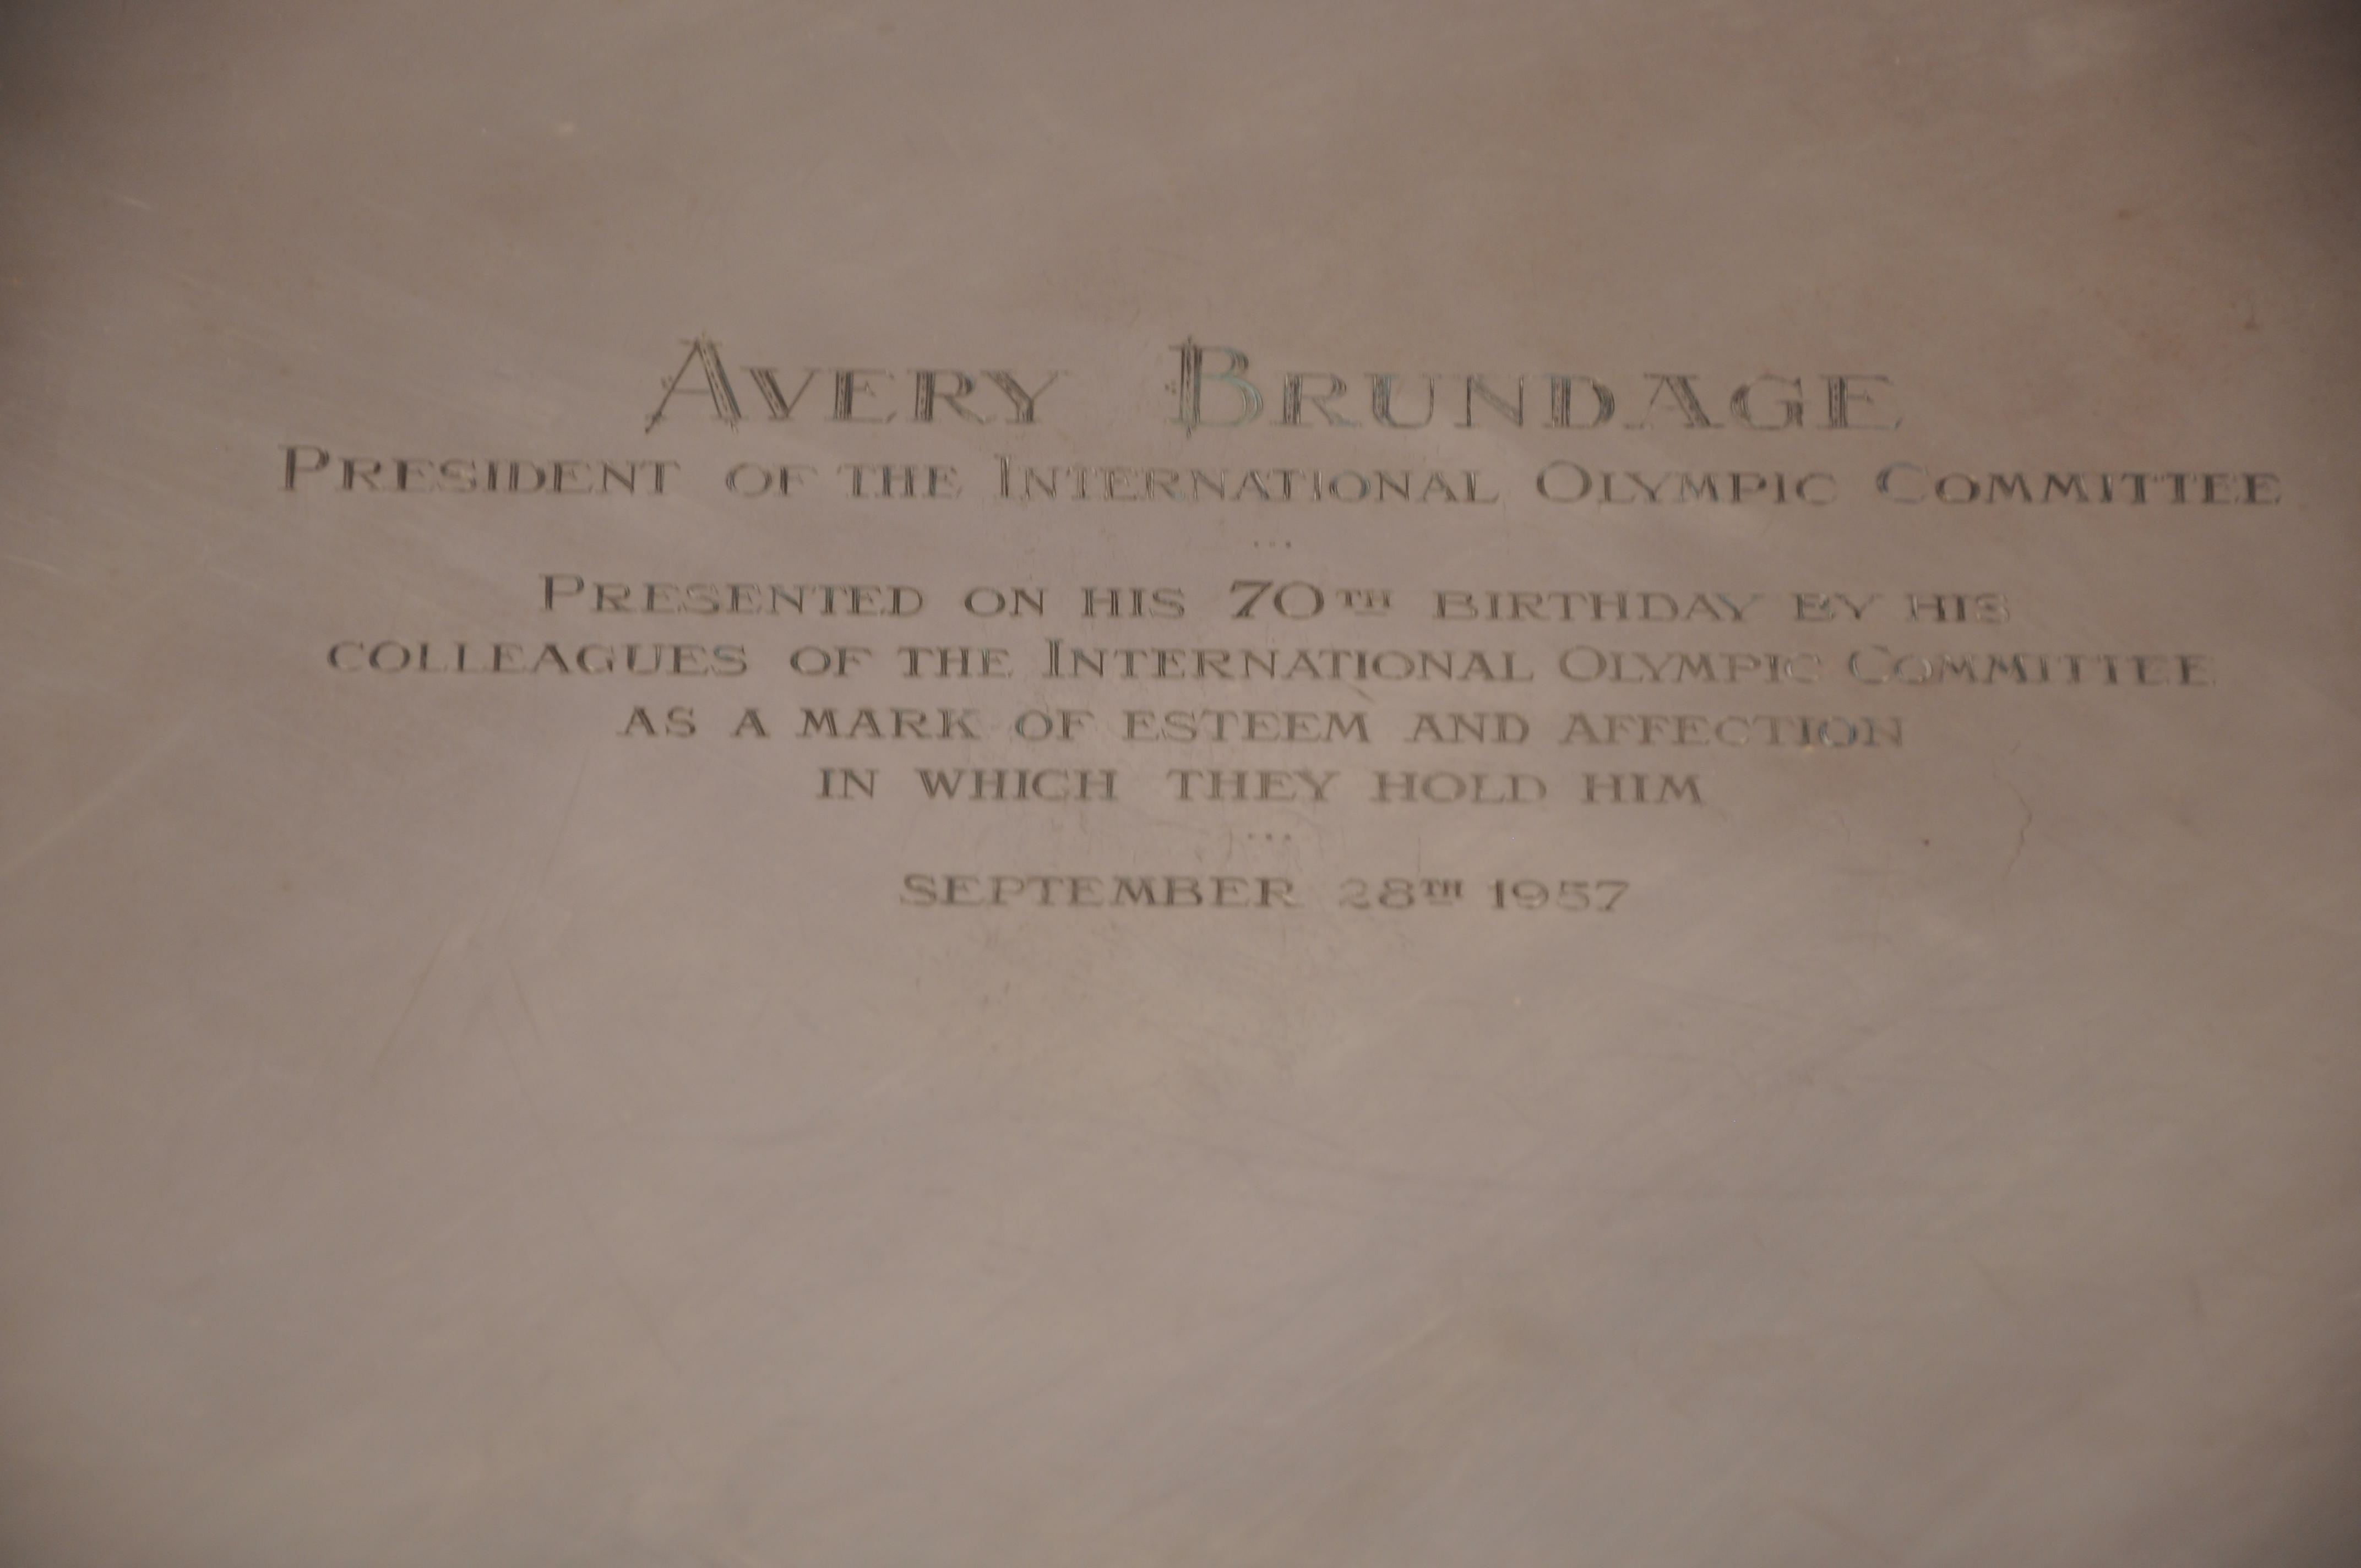 AVERY BRUNDAGE
PRESIDENT OF THE INTERNATIONAL OLYMPIC COMMITTEE
...
PRESENTED ON HIS 70TH BIRTHDAY BY HIS
COLLEAGUES OF THE INTERNATIONAL OLYMPIC COMMITTEE
AS A MARK OF ESTEEM AND AFFECTION
IN WHICH THEY HOLD HIM
...
SEPTEMBER 28TH 1957